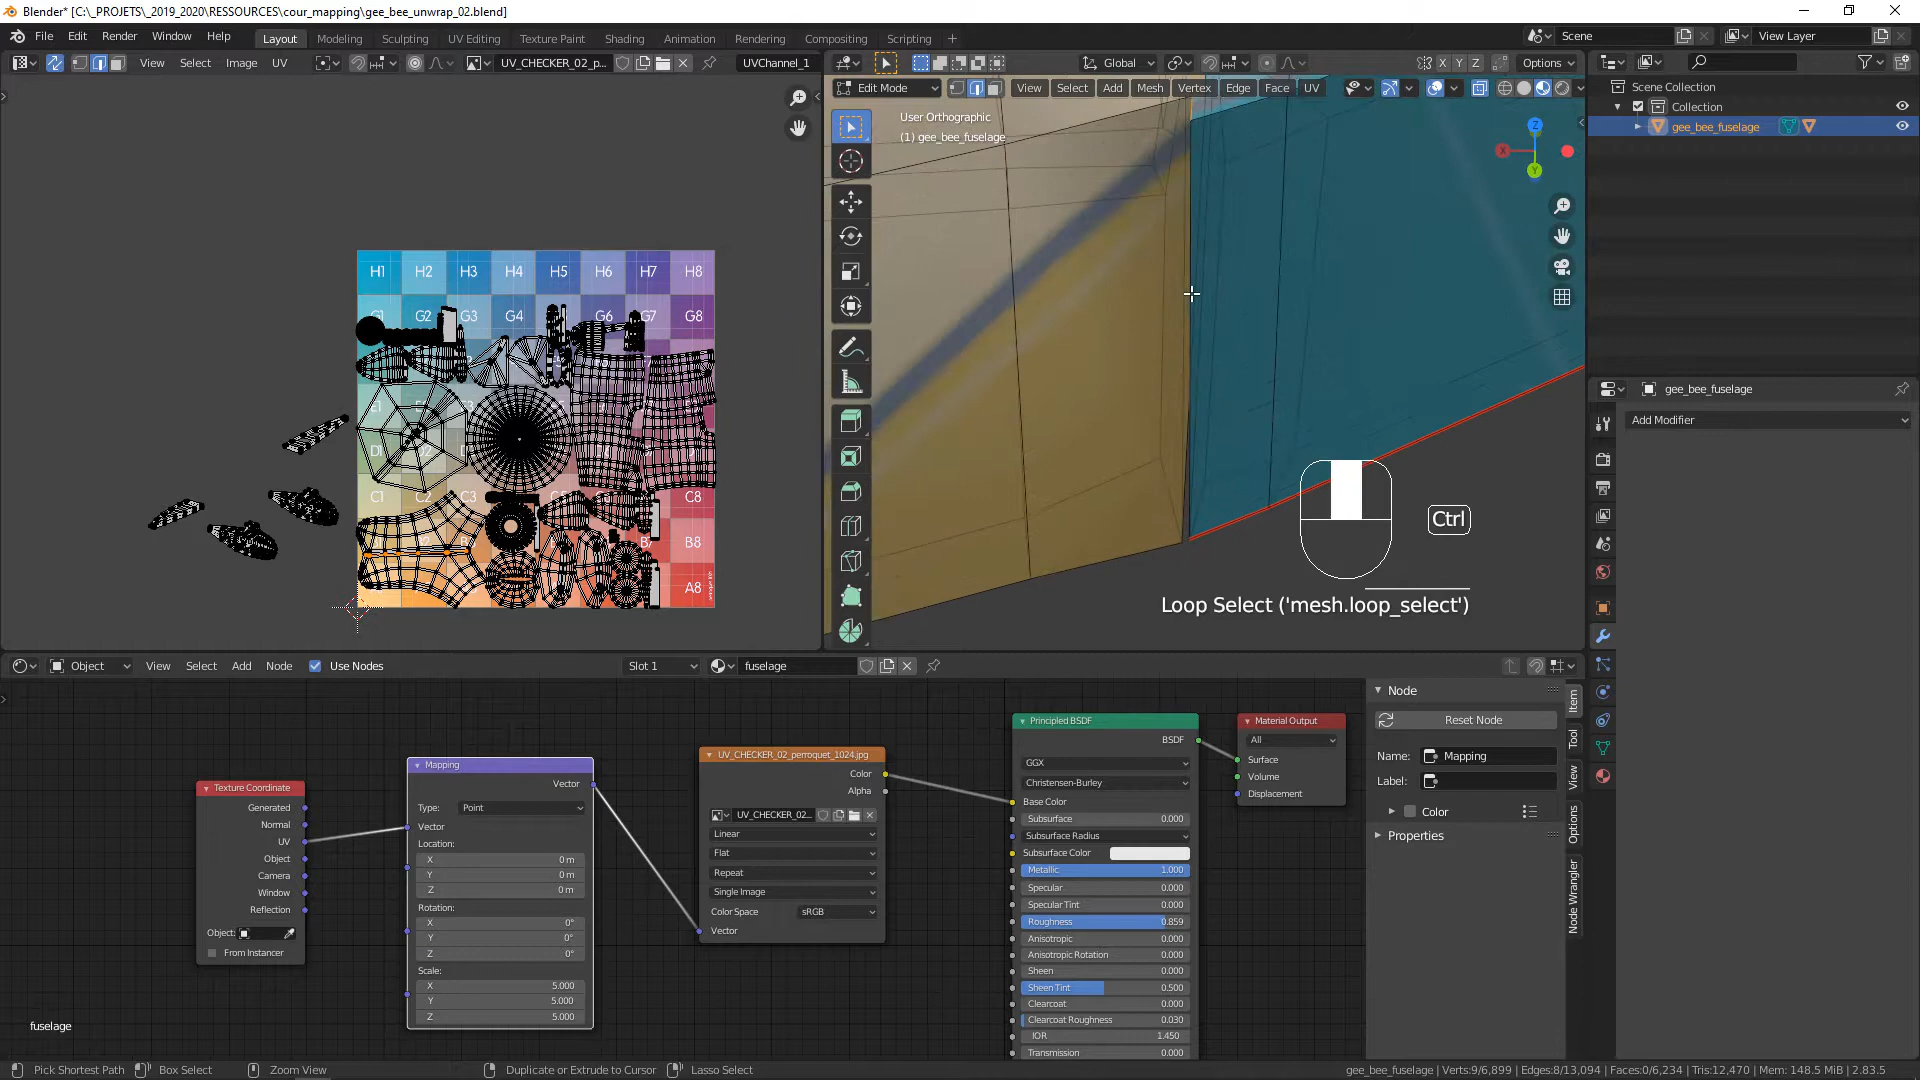 Blender* [C:\_PROJETS\_2019_2020\RESSOURCES\cour_mapping\gee_bee_unwrap_02.blend]
File Edit Render Window Help
Layout Modeling Sculpting UV Editing Texture Paint Shading Animation Rendering Compositing Scripting
Scene
View Layer
View Select Image UV
UV_CHECKER_02_p...
UVChannel_1
Global
Options
Edit Mode
View Select Add Mesh Vertex Edge Face UV
User Orthographic
(1) gee_bee_fuselage
Z
X
Y
Scene Collection
Collection
gee_bee_fuselage
gee_bee_fuselage
Add Modifier
H1 H2 H3 H4 H5 H6 H7 H8
G1 G2 G3 G4 G6 G7 G8
E1
D1
C1 C2 C3 C8
B7 B8
A8
Ctrl
Loop Select ('mesh.loop_select')
Object View Select Add Node Use Nodes
Slot 1
fuselage
Texture Coordinate
Generated
Normal
UV
Object
Camera
Window
Reflection
Object:
From Instancer
Mapping
Vector
Type: Point
Vector
Location:
X 0 m
Y 0 m
Z 0 m
Rotation:
X 0°
Y 0°
Z 0°
Scale:
X 5.000
Y 5.000
Z 5.000
UV_CHECKER_02_perroquet_1024.jpg
Color
Alpha
UV_CHECKER_02...
Linear
Flat
Repeat
Single Image
Color Space sRGB
Vector
Principled BSDF
BSDF
GGX
Christensen-Burley
Base Color
Subsurface 0.000
Subsurface Radius
Subsurface Color
Metallic 1.000
Specular 0.000
Specular Tint 0.000
Roughness 0.859
Anisotropic 0.000
Anisotropic Rotation 0.000
Sheen 0.000
Sheen Tint 0.500
Clearcoat 0.000
Clearcoat Roughness 0.030
IOR 1.450
Transmission 0.000
Material Output
All
Surface
Volume
Displacement
Node
Reset Node
Name: Mapping
Label:
Color
Properties
Item
Tool
View
Options
Node Wrangler
fuselage
Pick Shortest Path Box Select Zoom View Duplicate or Extrude to Cursor Lasso Select
gee_bee_fuselage | Verts:9/6,899 | Edges:8/13,094 | Faces:0/6,234 | Tris:12,470 | Mem: 148.5 MiB | 2.83.5